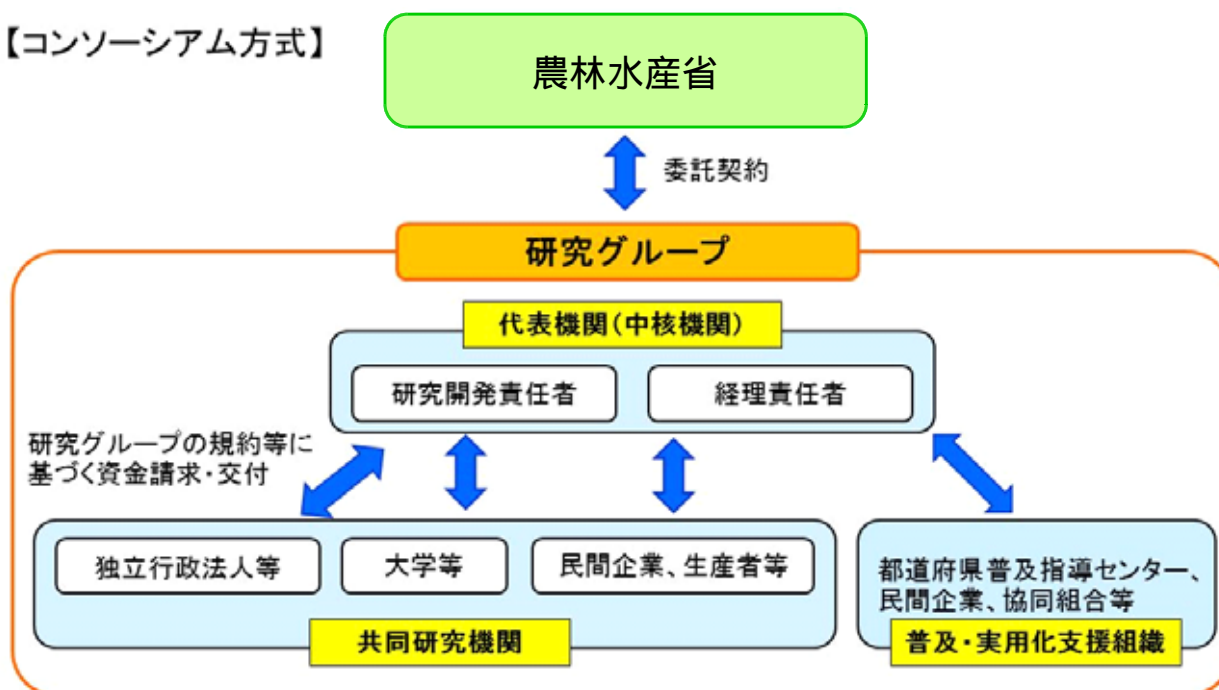 【コンソーシアム方式】
農林水産省
委託契約
研究グループ
代表機関(中核機関)
研究開発責任者
経理責任者
研究グループの規約等に
基づく資金請求・交付
独立行政法人等
大学等
民間企業、生産者等
共同研究機関
都道府県普及指導センター、
民間企業、協同組合等
普及・実用化支援組織